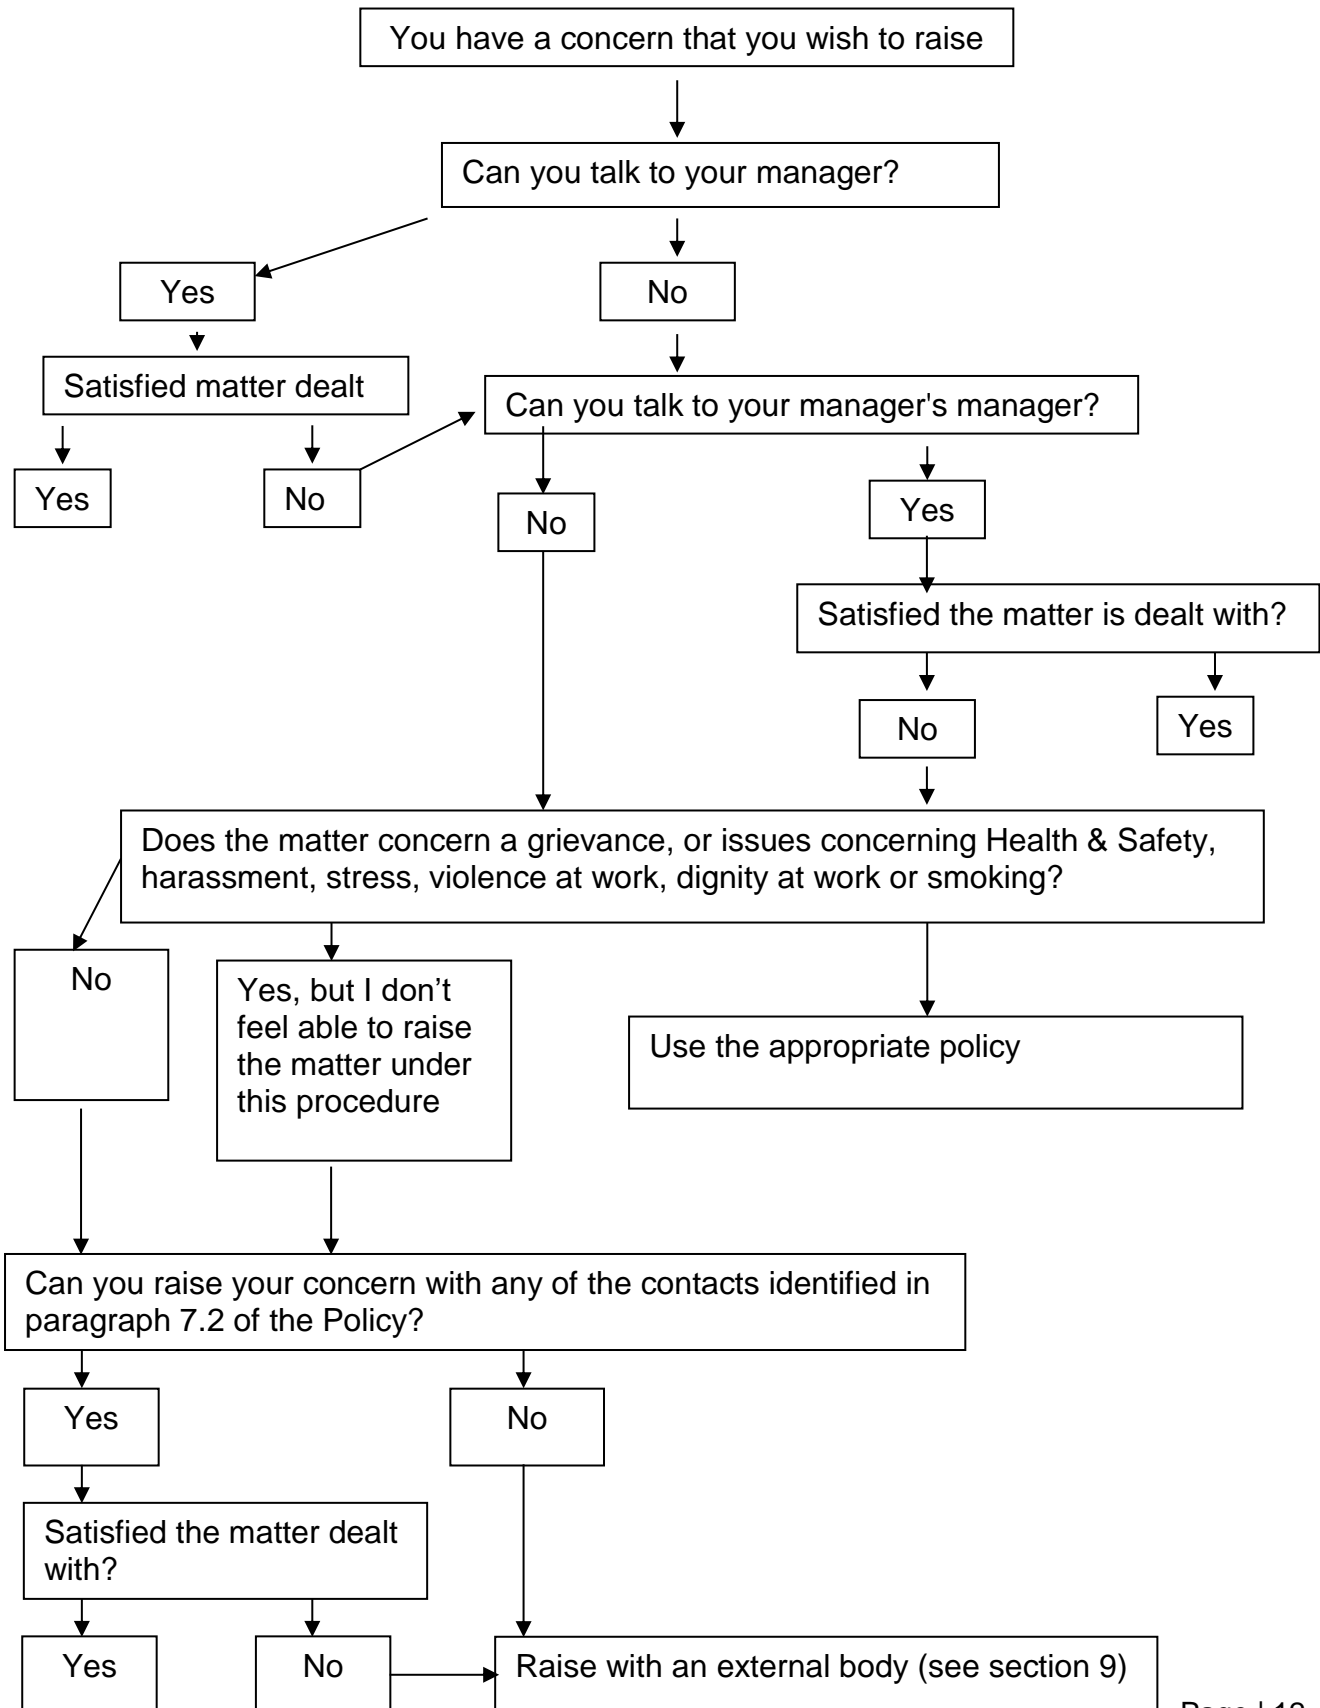 You have a concern that you wish to raise
Can you talk to your manager?
Yes
No
Satisfied matter dealt
Can you talk to your manager's manager?
Yes
No
No
Yes
Satisfied the matter is dealt with?
No
Yes
Does the matter concern a grievance, or issues concerning Health & Safety,
harassment, stress, violence at work, dignity at work or smoking?
No
Yes, but I don’t
feel able to raise
the matter under
this procedure
Use the appropriate policy
Can you raise your concern with any of the contacts identified in
paragraph 7.2 of the Policy?
Yes
No
Satisfied the matter dealt
with?
Yes
No
Raise with an external body (see section 9)
Page | 12